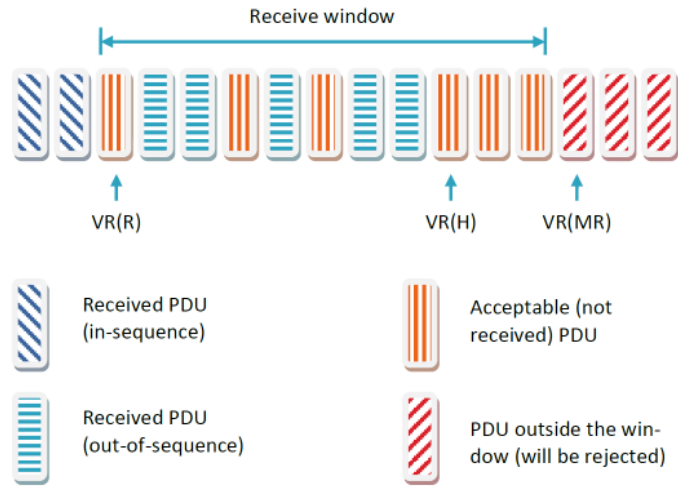 Receive window
VR(R)
VR(H)
VR(MR)
Received PDU
(in-sequence)
Acceptable (not
received) PDU
Received PDU
(out-of-sequence)
PDU outside the win-
dow (will be rejected)